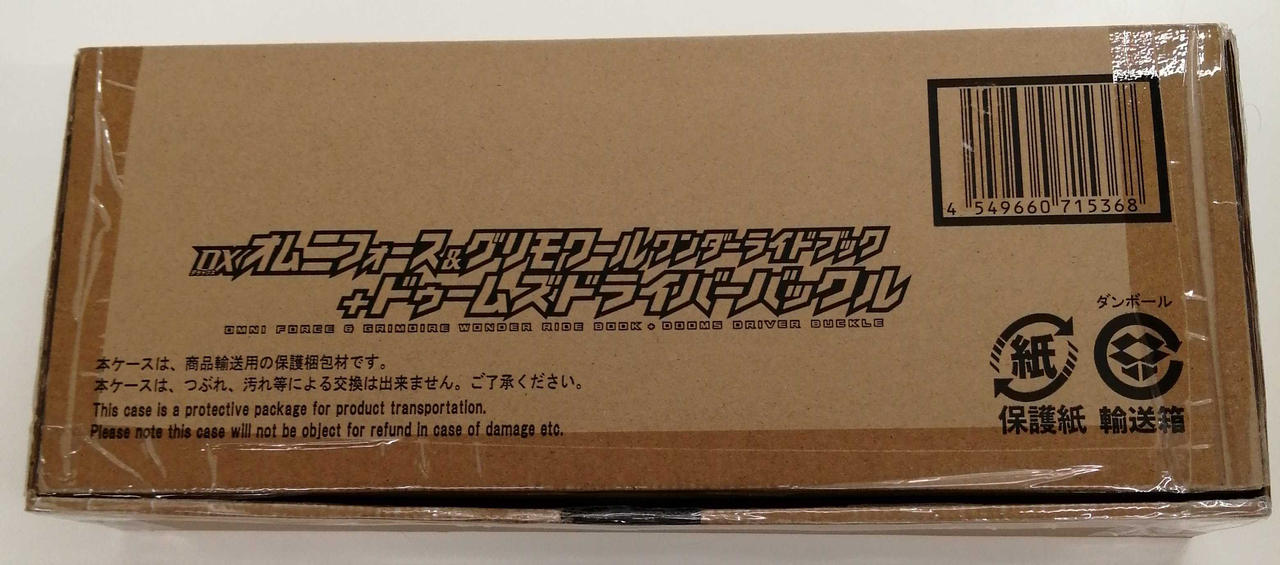 4 549660 715368
DXオムニフォース&グリモワールワンダーライドブック
+ドゥームズドライバーバックル
OMNI FORCE & GRIMOIRE WONDER RIDE BOOK + DOOMS DRIVER BUCKLE
ダンボール
紙
保護紙 輸送箱
本ケースは、商品輸送用の保護梱包材です。
本ケースは、つぶれ、汚れ等による交換は出来ません。ご了承ください。
This case is a protective package for product transportation.
Please note this case will not be object for refund in case of damage etc.